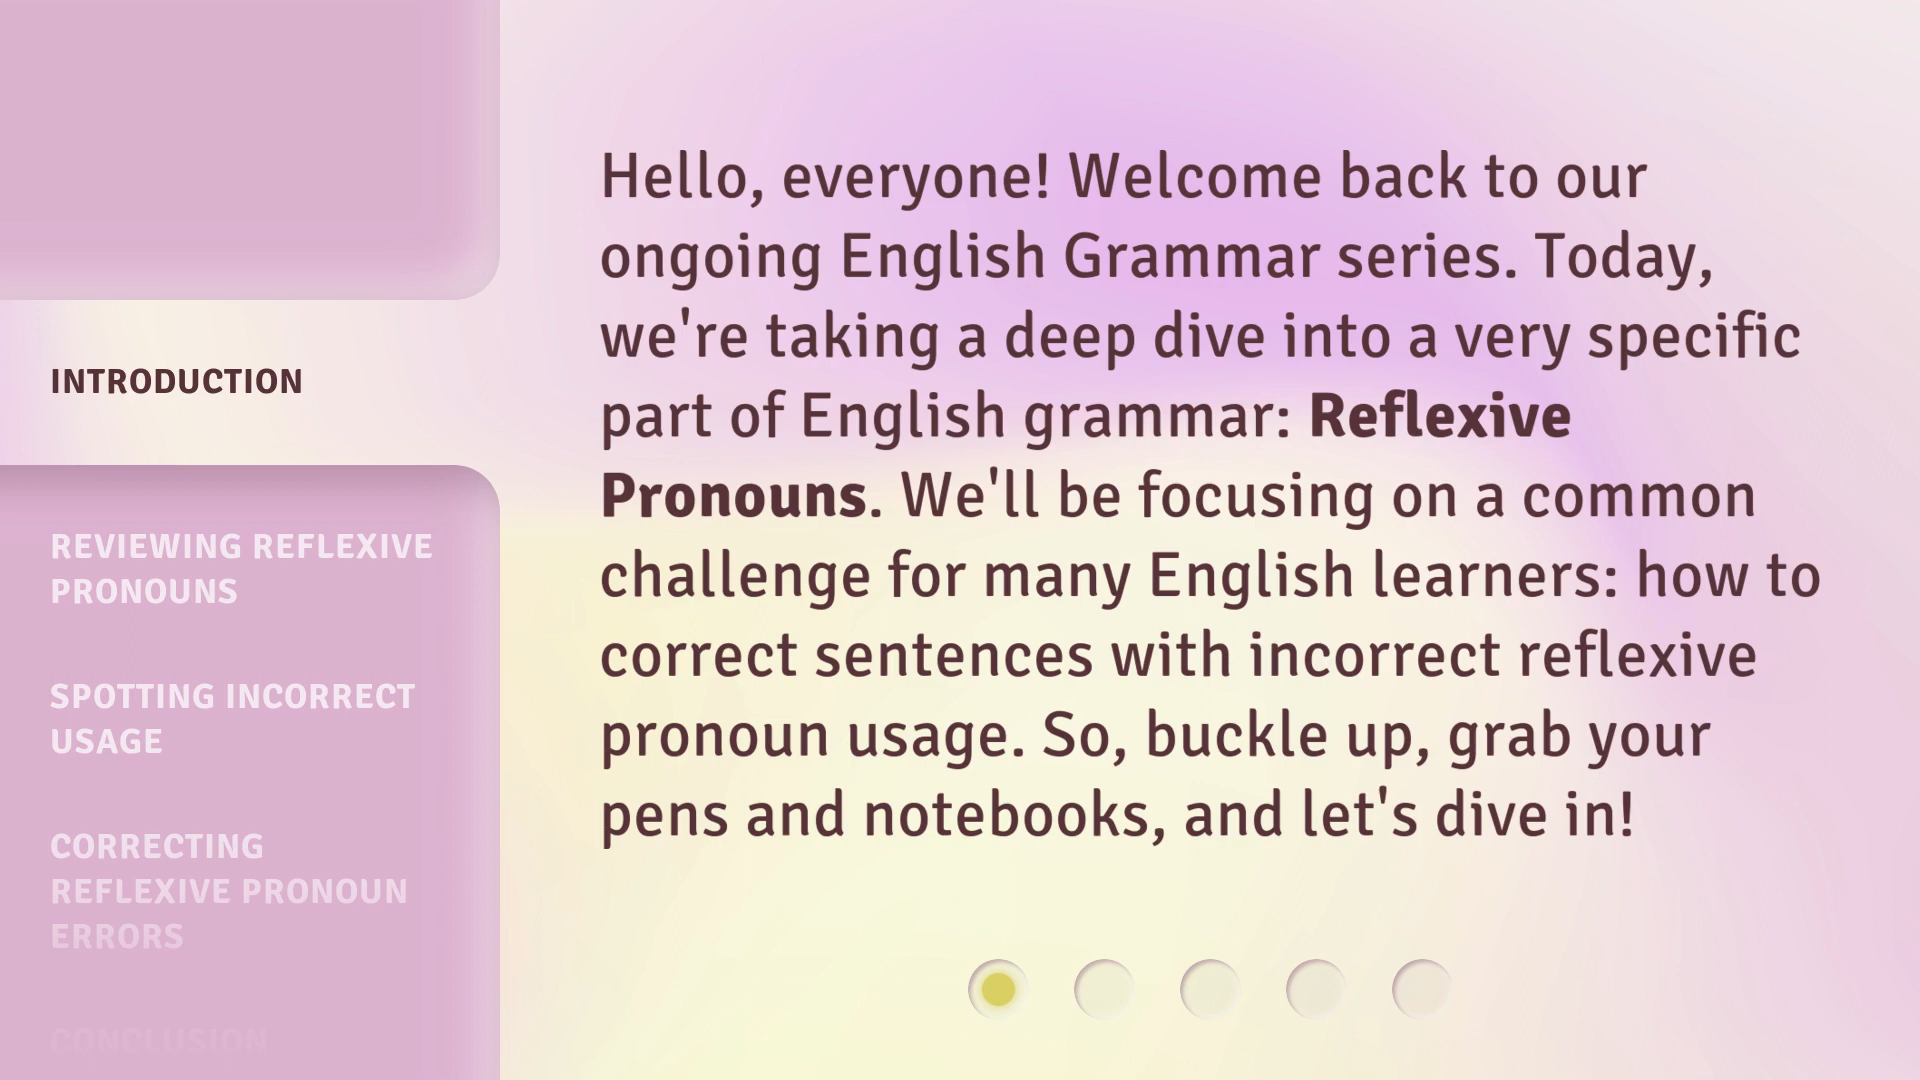 INTRODUCTION
REVIEWING REFLEXIVE
PRONOUNS
SPOTTING INCORRECT
USAGE
CORRECTING
REFLEXIVE PRONOUN
ERRORS
CONCLUSION
Hello, everyone! Welcome back to our
ongoing English Grammar series. Today,
we're taking a deep dive into a very specific
part of English grammar: Reflexive
Pronouns. We'll be focusing on a common
challenge for many English learners: how to
correct sentences with incorrect reflexive
pronoun usage. So, buckle up, grab your
pens and notebooks, and let's dive in!